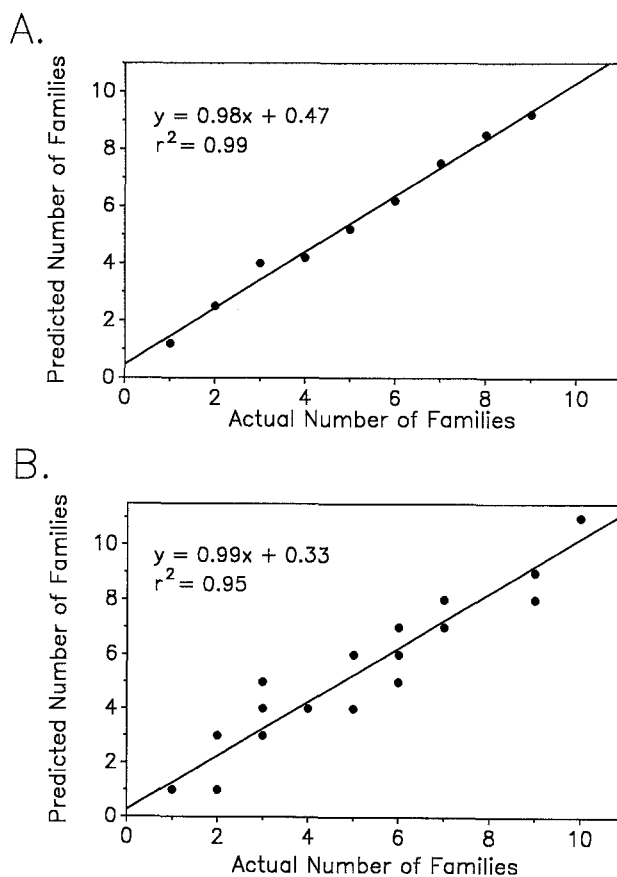 A.
10
y = 0.98x + 0.47
r² = 0.99
8
6
4
2
0
Predicted Number of Families
0 2 4 6 8 10
Actual Number of Families
B.
10
y = 0.99x + 0.33
r² = 0.95
8
6
4
2
0
Predicted Number of Families
0 2 4 6 8 10
Actual Number of Families